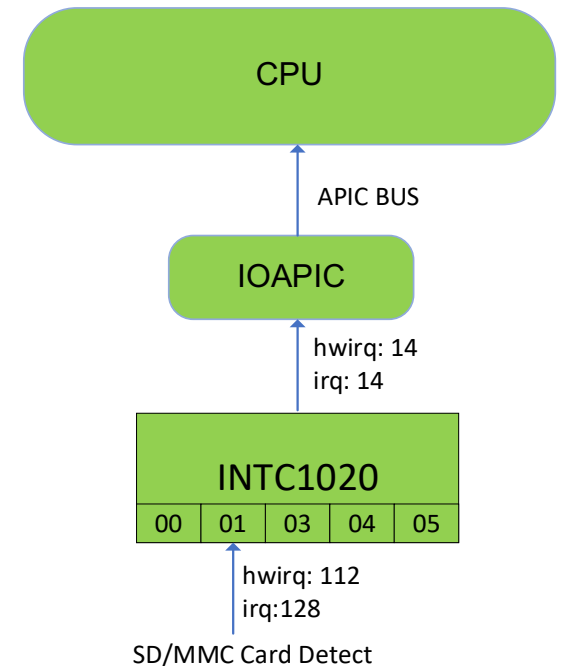 CPU
APIC BUS
IOAPIC
hwirq: 14
irq: 14
INTC1020
00 01 03 04 05
hwirq: 112
irq:128
SD/MMC Card Detect